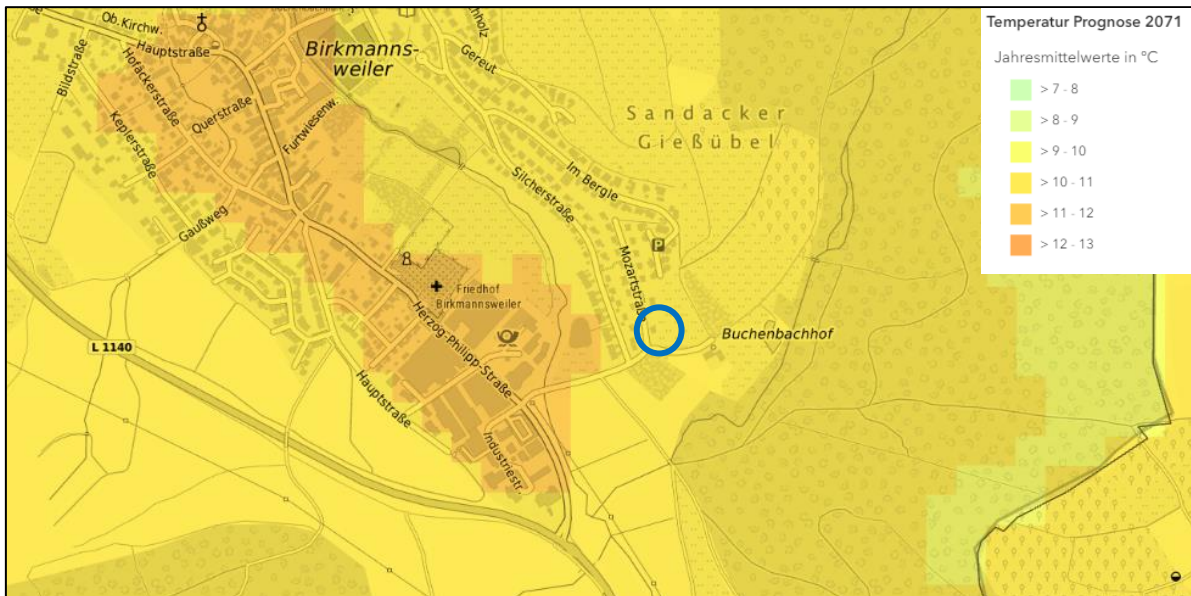 Temperatur Prognose 2071
Jahresmittelwerte in °C
> 7 - 8
> 8 - 9
> 9 - 10
> 10 - 11
> 11 - 12
> 12 - 13
Ob. Kirchw.
Hauptstraße
Bildstraße
Hofäckerstraße
Querstraße
Keplerstraße
Furtwiesenw.
Gaußweg
Birkmanns-
weiler
Gereut
Sandacker
Gießübel
Im Bergle
Silcherstraße
Mozartstraße
P
Friedhof
Birkmannsweiler
Herzog-Philipp-Straße
Buchenbachhof
L 1140
Hauptstraße
Industriestr.